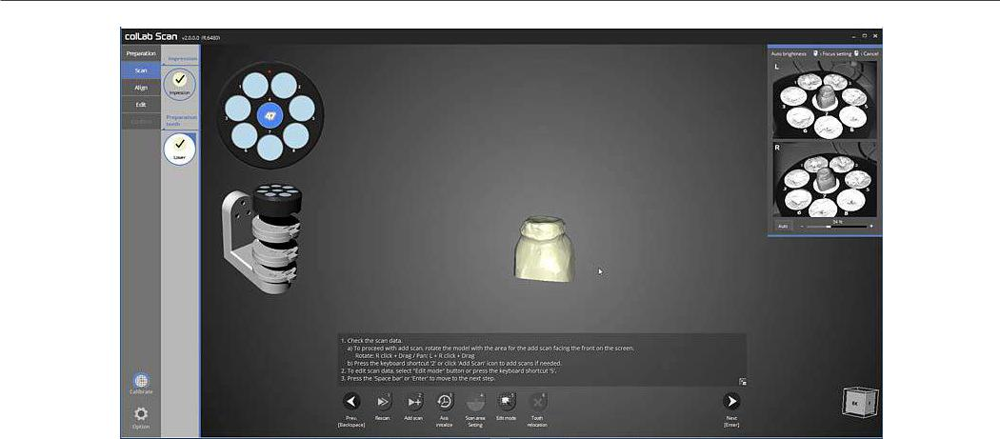 colLab Scan v2.0.0.0 (R.6480)
Preparation
Scan
Align
Edit
Confirm
Impression
Impression
Preparation
teeth
Lower
47
Auto brightness : Focus setting : Cancel
L
R
Auto - 34 % +
1. Check the scan data.
a) To proceed with add scan, rotate the model with the area for the add scan facing the front on the screen.
Rotate: R click + Drag / Pan: L + R click + Drag
b) Press the keyboard shortcut '2' or click 'Add Scan' icon to add scans if needed.
2. To edit scan data, select "Edit mode" button or press the keyboard shortcut '5'.
3. Press the 'Space bar' or 'Enter' to move to the next step.
Calibrate
Option
Prev.
[Backspace]
Rescan
Add scan
Axis
initialize
Scan area
Setting
Edit mode
Tooth
relocation
Next
[Enter]